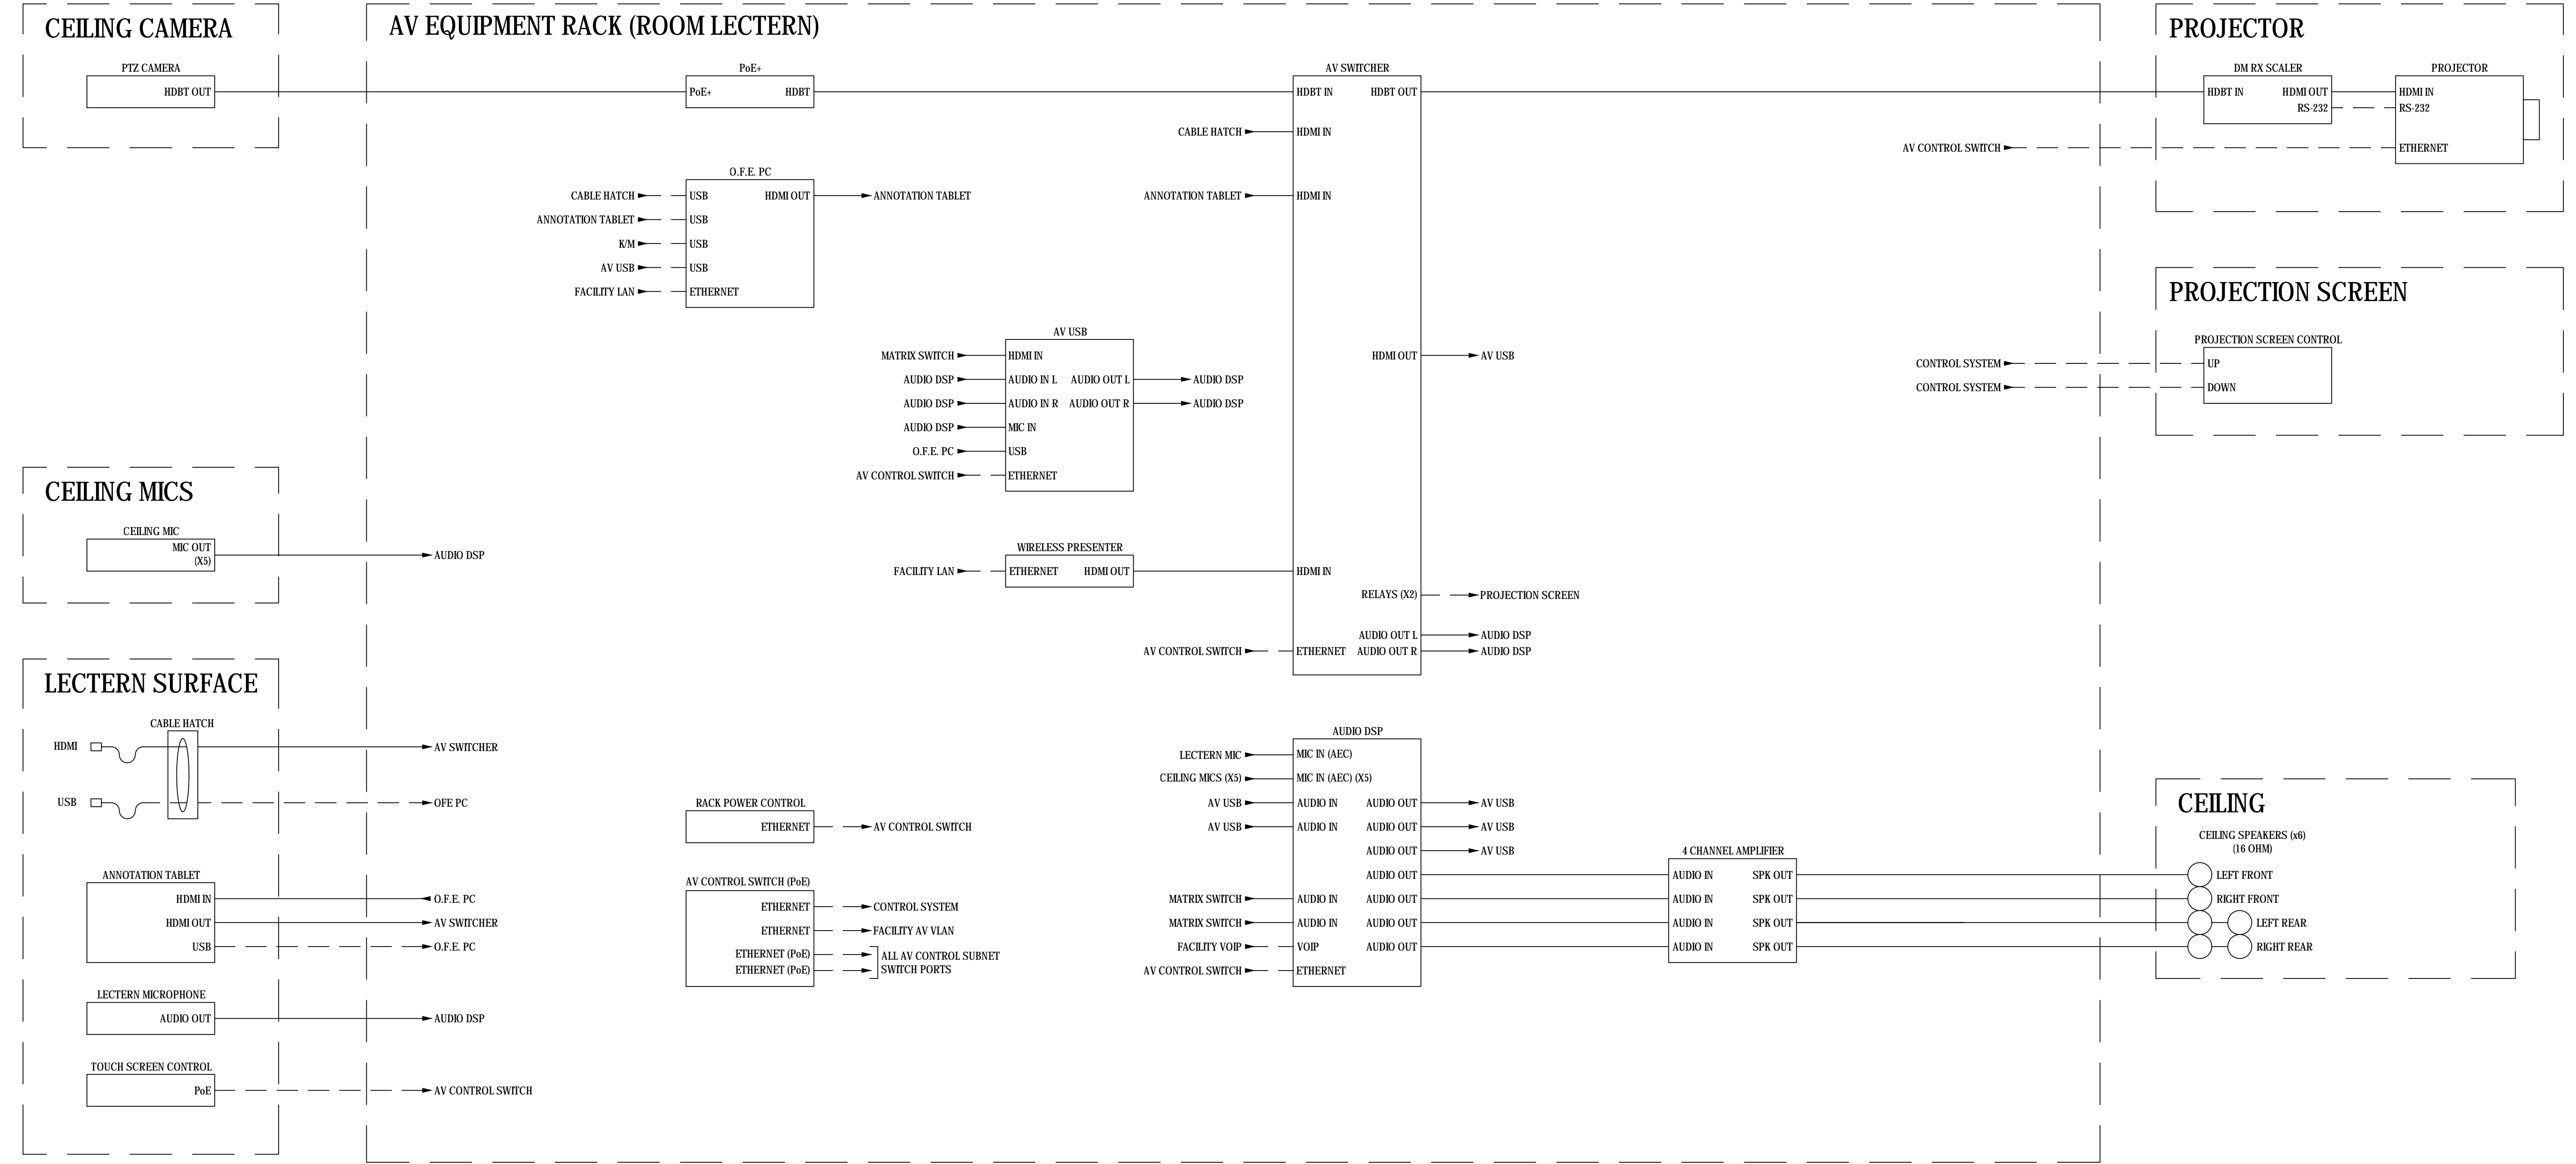 CEILING CAMERA
PTZ CAMERA
HDBT OUT
AV EQUIPMENT RACK (ROOM LECTERN)
PoE+
PoE+ HDBT
AV SWITCHER
HDBT IN HDBT OUT
CABLE HATCH HDMI IN
ANNOTATION TABLET HDMI IN
HDMI OUT AV USB
HDMI IN
RELAYS (X2) PROJECTION SCREEN
AUDIO OUT L AUDIO DSP
AV CONTROL SWITCH ETHERNET AUDIO OUT R AUDIO DSP
O.F.E. PC
CABLE HATCH USB HDMI OUT ANNOTATION TABLET
ANNOTATION TABLET USB
K/M USB
AV USB USB
FACILITY LAN ETHERNET
AV USB
MATRIX SWITCH HDMI IN
AUDIO DSP AUDIO IN L AUDIO OUT L AUDIO DSP
AUDIO DSP AUDIO IN R AUDIO OUT R AUDIO DSP
AUDIO DSP MIC IN
O.F.E. PC USB
AV CONTROL SWITCH ETHERNET
WIRELESS PRESENTER
FACILITY LAN ETHERNET HDMI OUT
PROJECTOR
DM RX SCALER
HDBT IN HDMI OUT
RS-232
PROJECTOR
HDMI IN
RS-232
AV CONTROL SWITCH ETHERNET
PROJECTION SCREEN
PROJECTION SCREEN CONTROL
CONTROL SYSTEM UP
CONTROL SYSTEM DOWN
CEILING MICS
CEILING MIC
MIC OUT AUDIO DSP
(X5)
LECTERN SURFACE
CABLE HATCH
HDMI AV SWITCHER
USB OFE PC
ANNOTATION TABLET
HDMI IN O.F.E. PC
HDMI OUT AV SWITCHER
USB O.F.E. PC
LECTERN MICROPHONE
AUDIO OUT AUDIO DSP
TOUCH SCREEN CONTROL
PoE AV CONTROL SWITCH
RACK POWER CONTROL
ETHERNET AV CONTROL SWITCH
AV CONTROL SWITCH (PoE)
ETHERNET CONTROL SYSTEM
ETHERNET FACILITY AV VLAN
ETHERNET (PoE) ALL AV CONTROL SUBNET
ETHERNET (PoE) SWITCH PORTS
AUDIO DSP
LECTERN MIC MIC IN (AEC)
CEILING MICS (X5) MIC IN (AEC) (X5)
AV USB AUDIO IN AUDIO OUT AV USB
AV USB AUDIO IN AUDIO OUT AV USB
AUDIO OUT AV USB
AUDIO OUT
MATRIX SWITCH AUDIO IN AUDIO OUT
MATRIX SWITCH AUDIO IN AUDIO OUT
FACILITY VOIP VOIP AUDIO OUT
AV CONTROL SWITCH ETHERNET
4 CHANNEL AMPLIFIER
AUDIO IN SPK OUT
AUDIO IN SPK OUT
AUDIO IN SPK OUT
AUDIO IN SPK OUT
CEILING
CEILING SPEAKERS (x6)
(16 OHM)
LEFT FRONT
RIGHT FRONT
LEFT REAR
RIGHT REAR